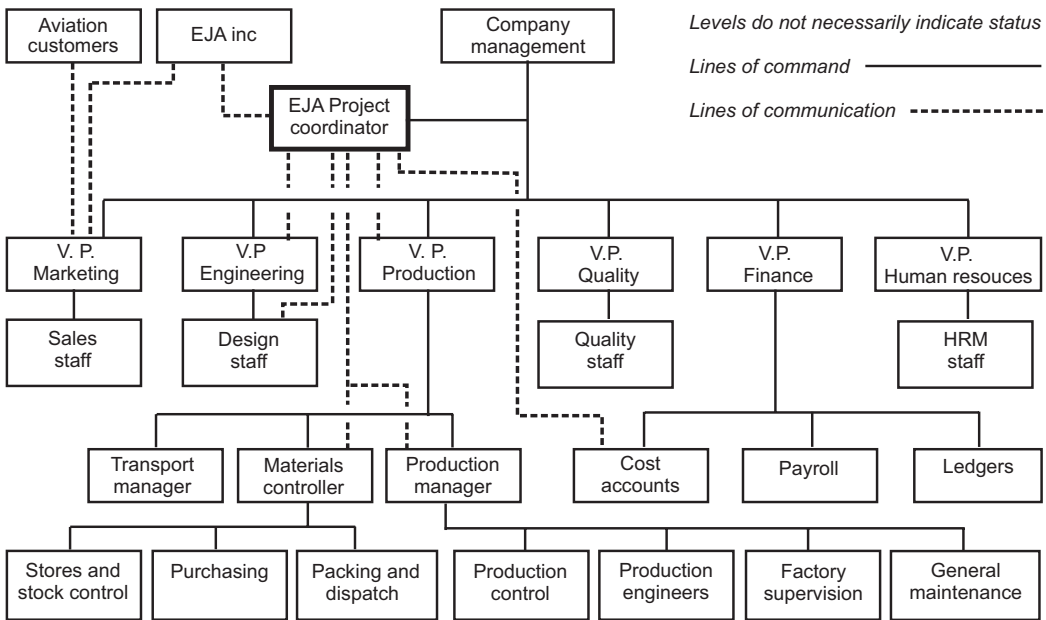 Aviation
customers
EJA inc
Company
management
Levels do not necessarily indicate status
Lines of command
Lines of communication
EJA Project
coordinator
V. P.
Marketing
V.P
Engineering
V. P.
Production
V.P.
Quality
V.P.
Finance
V.P.
Human resouces
Sales
staff
Design
staff
Quality
staff
HRM
staff
Transport
manager
Materials
controller
Production
manager
Cost
accounts
Payroll
Ledgers
Stores and
stock control
Purchasing
Packing and
dispatch
Production
control
Production
engineers
Factory
supervision
General
maintenance